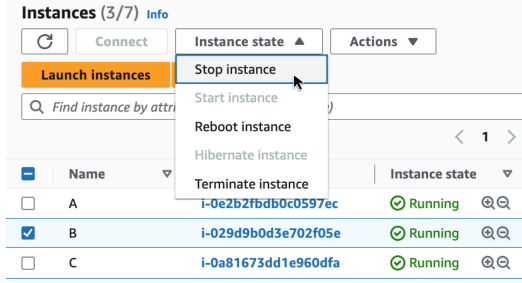 Instances (3/7) Info
Connect Instance state Actions
Launch instances
Stop instance
Start instance
Reboot instance
Hibernate instance
Terminate instance
Find instance by attri )
1
Name Instance state
A i-0e2b2fbdb0c0597ec Running
B i-029d9b0d3e702f05e Running
C i-0a81673dd1e960dfa Running